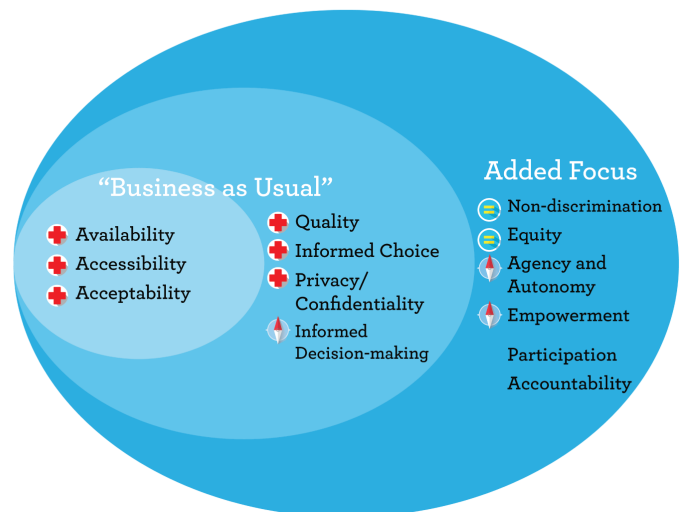 “Business as Usual”
Availability
Accessibility
Acceptability
Quality
Informed Choice
Privacy/
Confidentiality
Informed
Decision-making
Added Focus
Non-discrimination
Equity
Agency and
Autonomy
Empowerment
Participation
Accountability